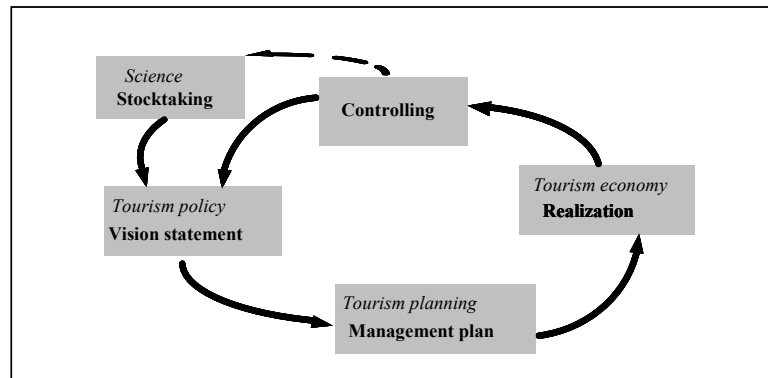 Science
Stocktaking
Controlling
Tourism policy
Vision statement
Tourism economy
Realization
Tourism planning
Management plan